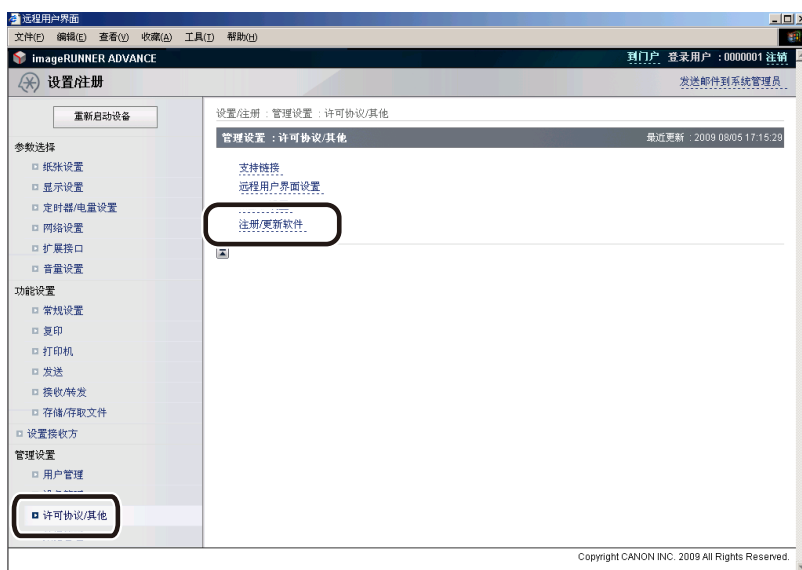 远程用户界面
文件(F) 编辑(E) 查看(V) 收藏(A) 工具(T) 帮助(H)
imageRUNNER ADVANCE 到门户 登录用户 : 0000001 注销
设置/注册 发送邮件到系统管理员
重新启动设备
设置/注册 : 管理设置 : 许可协议/其他
管理设置 : 许可协议/其他 最近更新 : 2009 08/05 17:15:29
参数选择
纸张设置
显示设置
定时器/电量设置
网络设置
扩展接口
音量设置
支持链接
远程用户界面设置
注册/更新软件
功能设置
常规设置
复印
打印机
发送
接收/转发
存储/存取文件
设置接收方
管理设置
用户管理
许可协议/其他
Copyright CANON INC. 2009 All Rights Reserved.